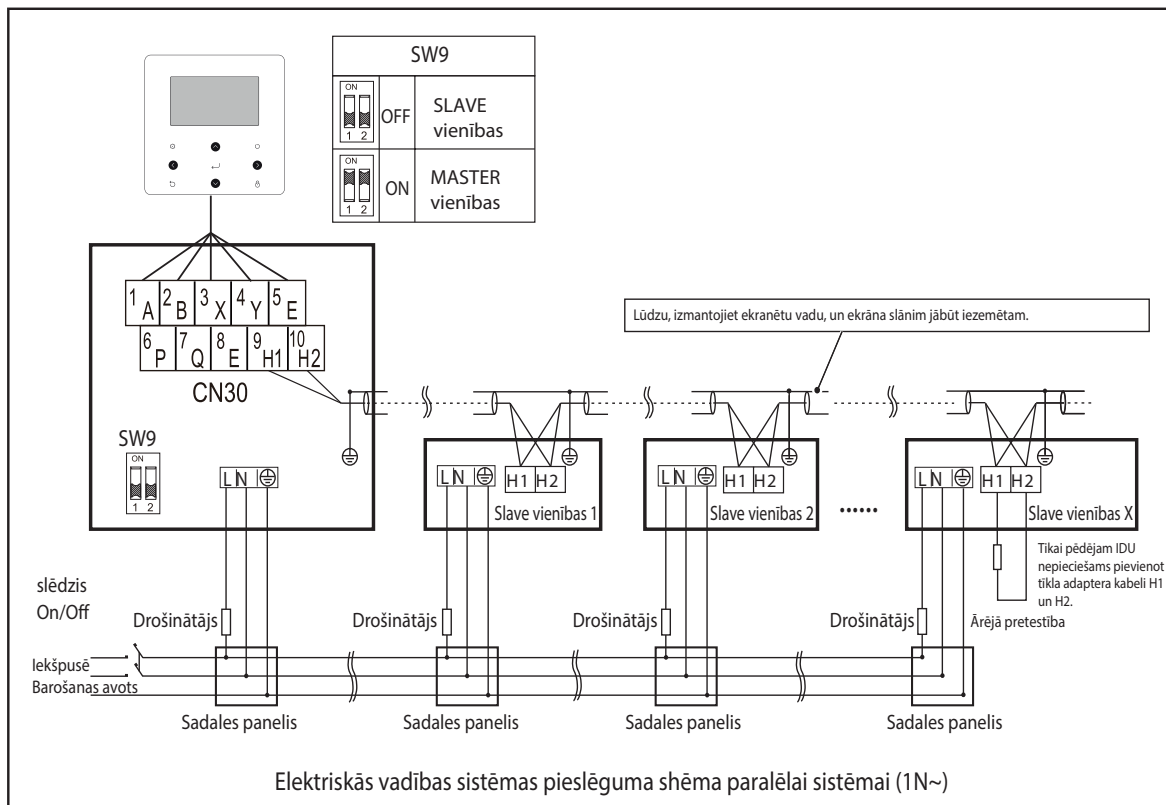 SW9
ON
1 2
OFF
SLAVE
vienības
ON
1 2
ON
MASTER
vienības
1 A 2 B 3 X 4 Y 5 E
6 P 7 Q 8 E 9 H1 10 H2
CN30
Lūdzu, izmantojiet ekranētu vadu, un ekrāna slānim jābūt iezemētam.
SW9
ON
1 2
L N
L N
H1 H2
Slave vienības 1
L N
H1 H2
Slave vienības 2
......
L N
H1 H2
Slave vienības X
Tikai pēdējam IDU
nepieciešams pievienot
tīkla adaptera kabeli H1
un H2.
Ārējā pretestība
slēdzis
On/Off
Drošinātājs
Drošinātājs
Drošinātājs
Drošinātājs
Iekšpusē
Barošanas avots
Sadales panelis
Sadales panelis
Sadales panelis
Sadales panelis
Elektriskās vadības sistēmas pieslēguma shēma paralēlai sistēmai (1N~)